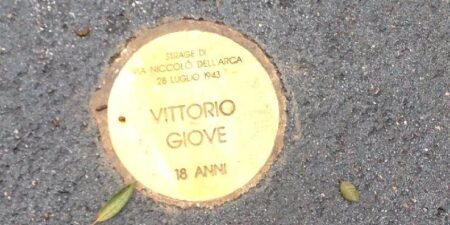 STRAGE DI
VIA NICCOLÒ DELL'ARCA
28 LUGLIO 1943
VITTORIO
GIOVE
18 ANNI